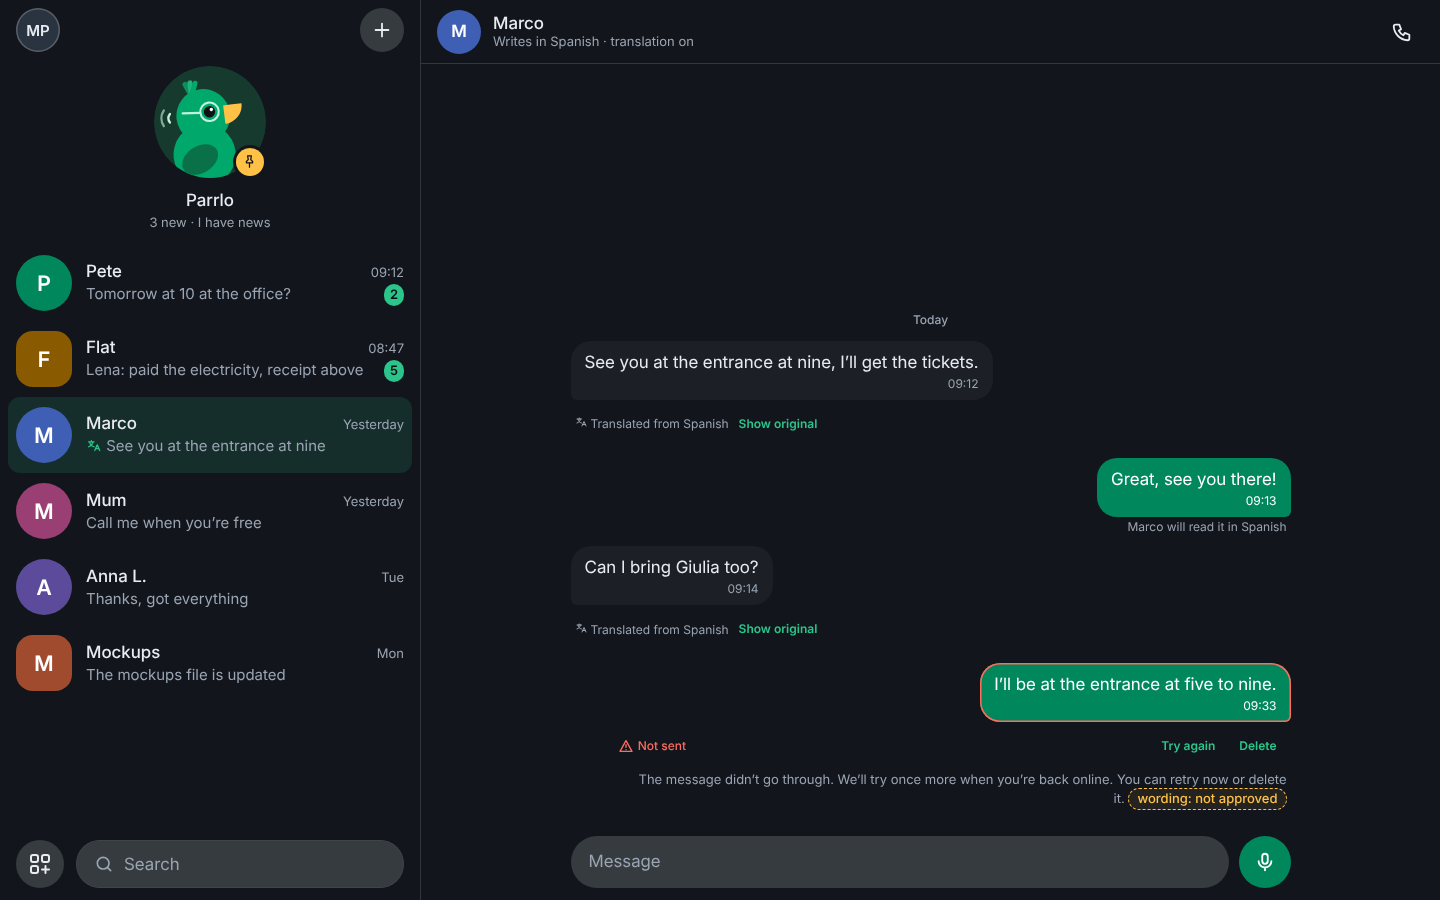 MP
Parrlo
3 new · I have news
P
Pete
09:12
Tomorrow at 10 at the office?
2
F
Flat
08:47
Lena: paid the electricity, receipt above
5
M
Marco
Yesterday
See you at the entrance at nine
M
Mum
Yesterday
Call me when you’re free
A
Anna L.
Tue
Thanks, got everything
M
Mockups
Mon
The mockups file is updated
Search
M
Marco
Writes in Spanish · translation on
Today
See you at the entrance at nine, I’ll get the tickets.
09:12
Translated from Spanish Show original
Great, see you there!
09:13
Marco will read it in Spanish
Can I bring Giulia too?
09:14
Translated from Spanish Show original
I’ll be at the entrance at five to nine.
09:33
Not sent
Try again Delete
The message didn’t go through. We’ll try once more when you’re back online. You can retry now or delete
it. wording: not approved
Message